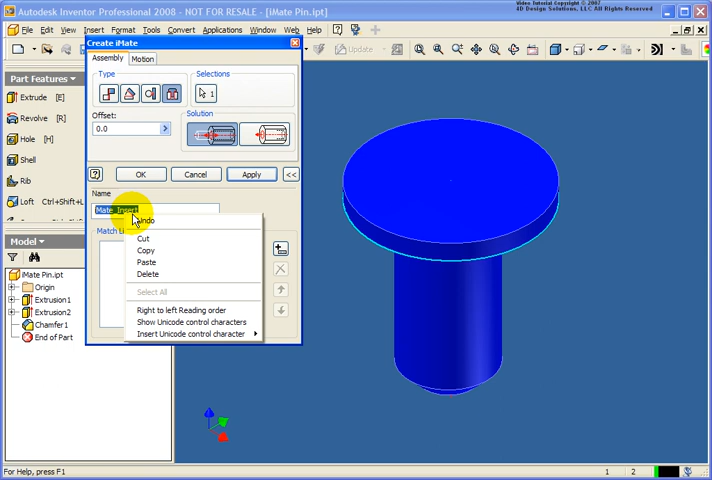 Autodesk Inventor Professional 2008 - NOT FOR RESALE - [iMate Pin.ipt]
Video Tutorial Copyright © 2007
4D Design Solutions, LLC All Rights Reserved
File Edit View Insert Format Tools Convert Applications Window Web Help
Update
Part Features
Extrude [E]
Revolve [R]
Hole [H]
Shell
Rib
Loft Ctrl+Shift+L
Model
iMate Pin.ipt
Origin
Extrusion1
Extrusion2
Chamfer1
End of Part
Create iMate
Assembly Motion
Type
Selections
1
Offset:
Solution
0.0
OK Cancel Apply <<
Name
Mate_Insert
Match Li
Undo
Cut
Copy
Paste
Delete
Select All
Right to left Reading order
Show Unicode control characters
Insert Unicode control character
For Help, press F1
1 2